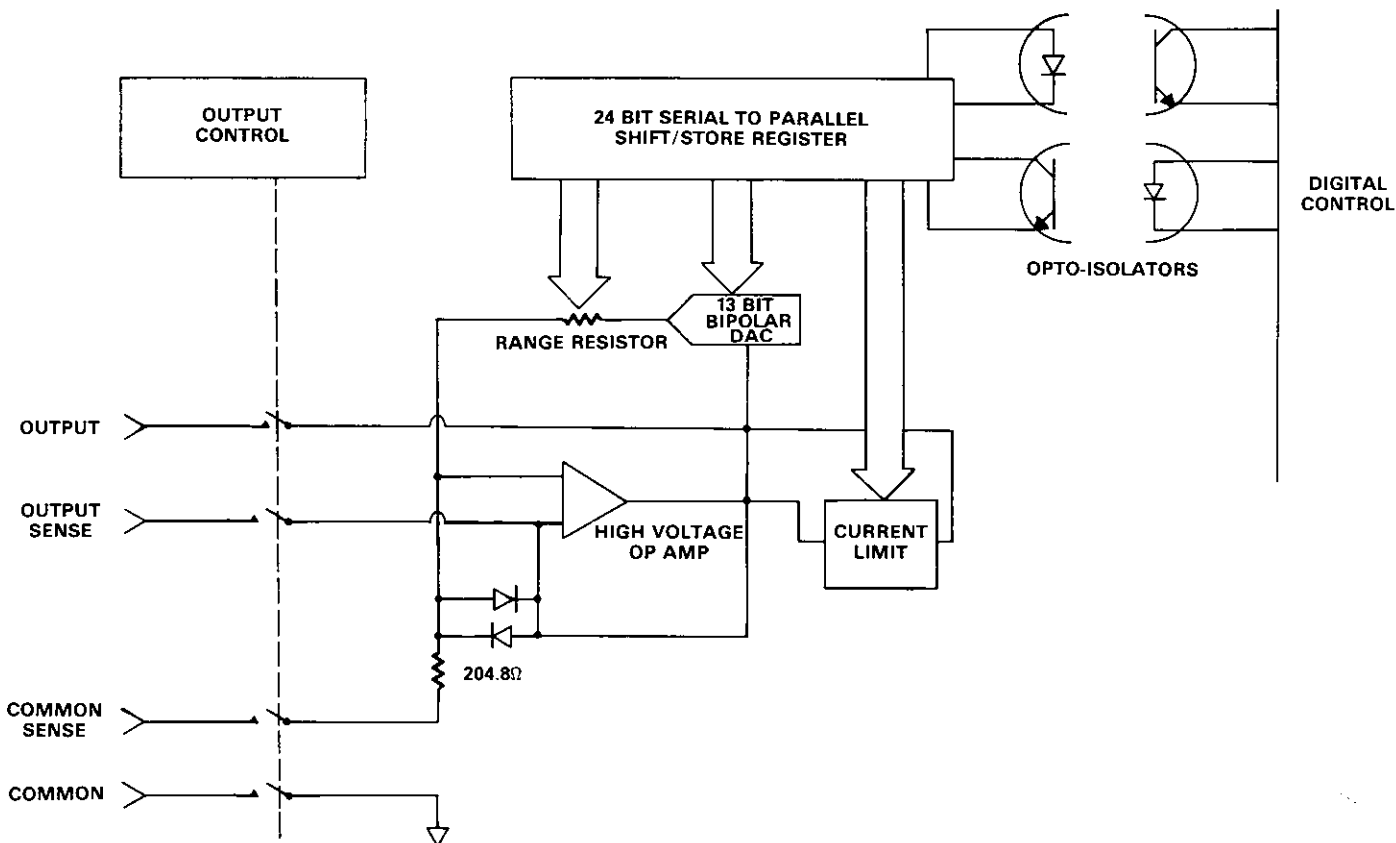 OUTPUT
CONTROL
24 BIT SERIAL TO PARALLEL
SHIFT/STORE REGISTER
DIGITAL
CONTROL
OPTO-ISOLATORS
13 BIT
BIPOLAR
DAC
RANGE RESISTOR
OUTPUT
OUTPUT
SENSE
HIGH VOLTAGE
OP AMP
CURRENT
LIMIT
204.8Ω
COMMON
SENSE
COMMON